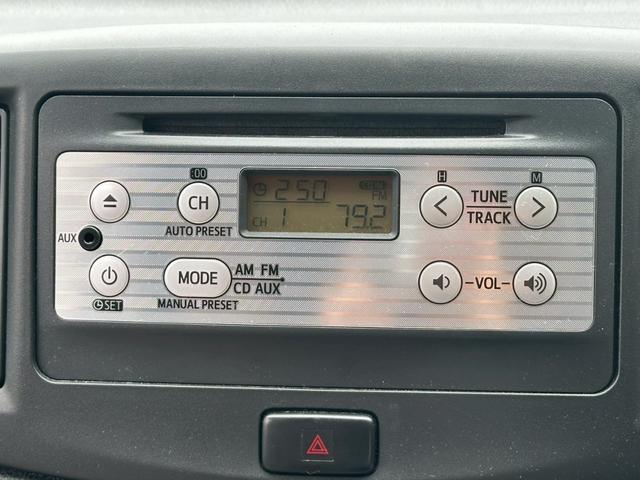 :00
H
M
CH
AUTO PRESET
2 50
FM
CH 1 79.2
TUNE
TRACK
AUX
MODE
AM FM
CD AUX
MANUAL PRESET
SET
-VOL-